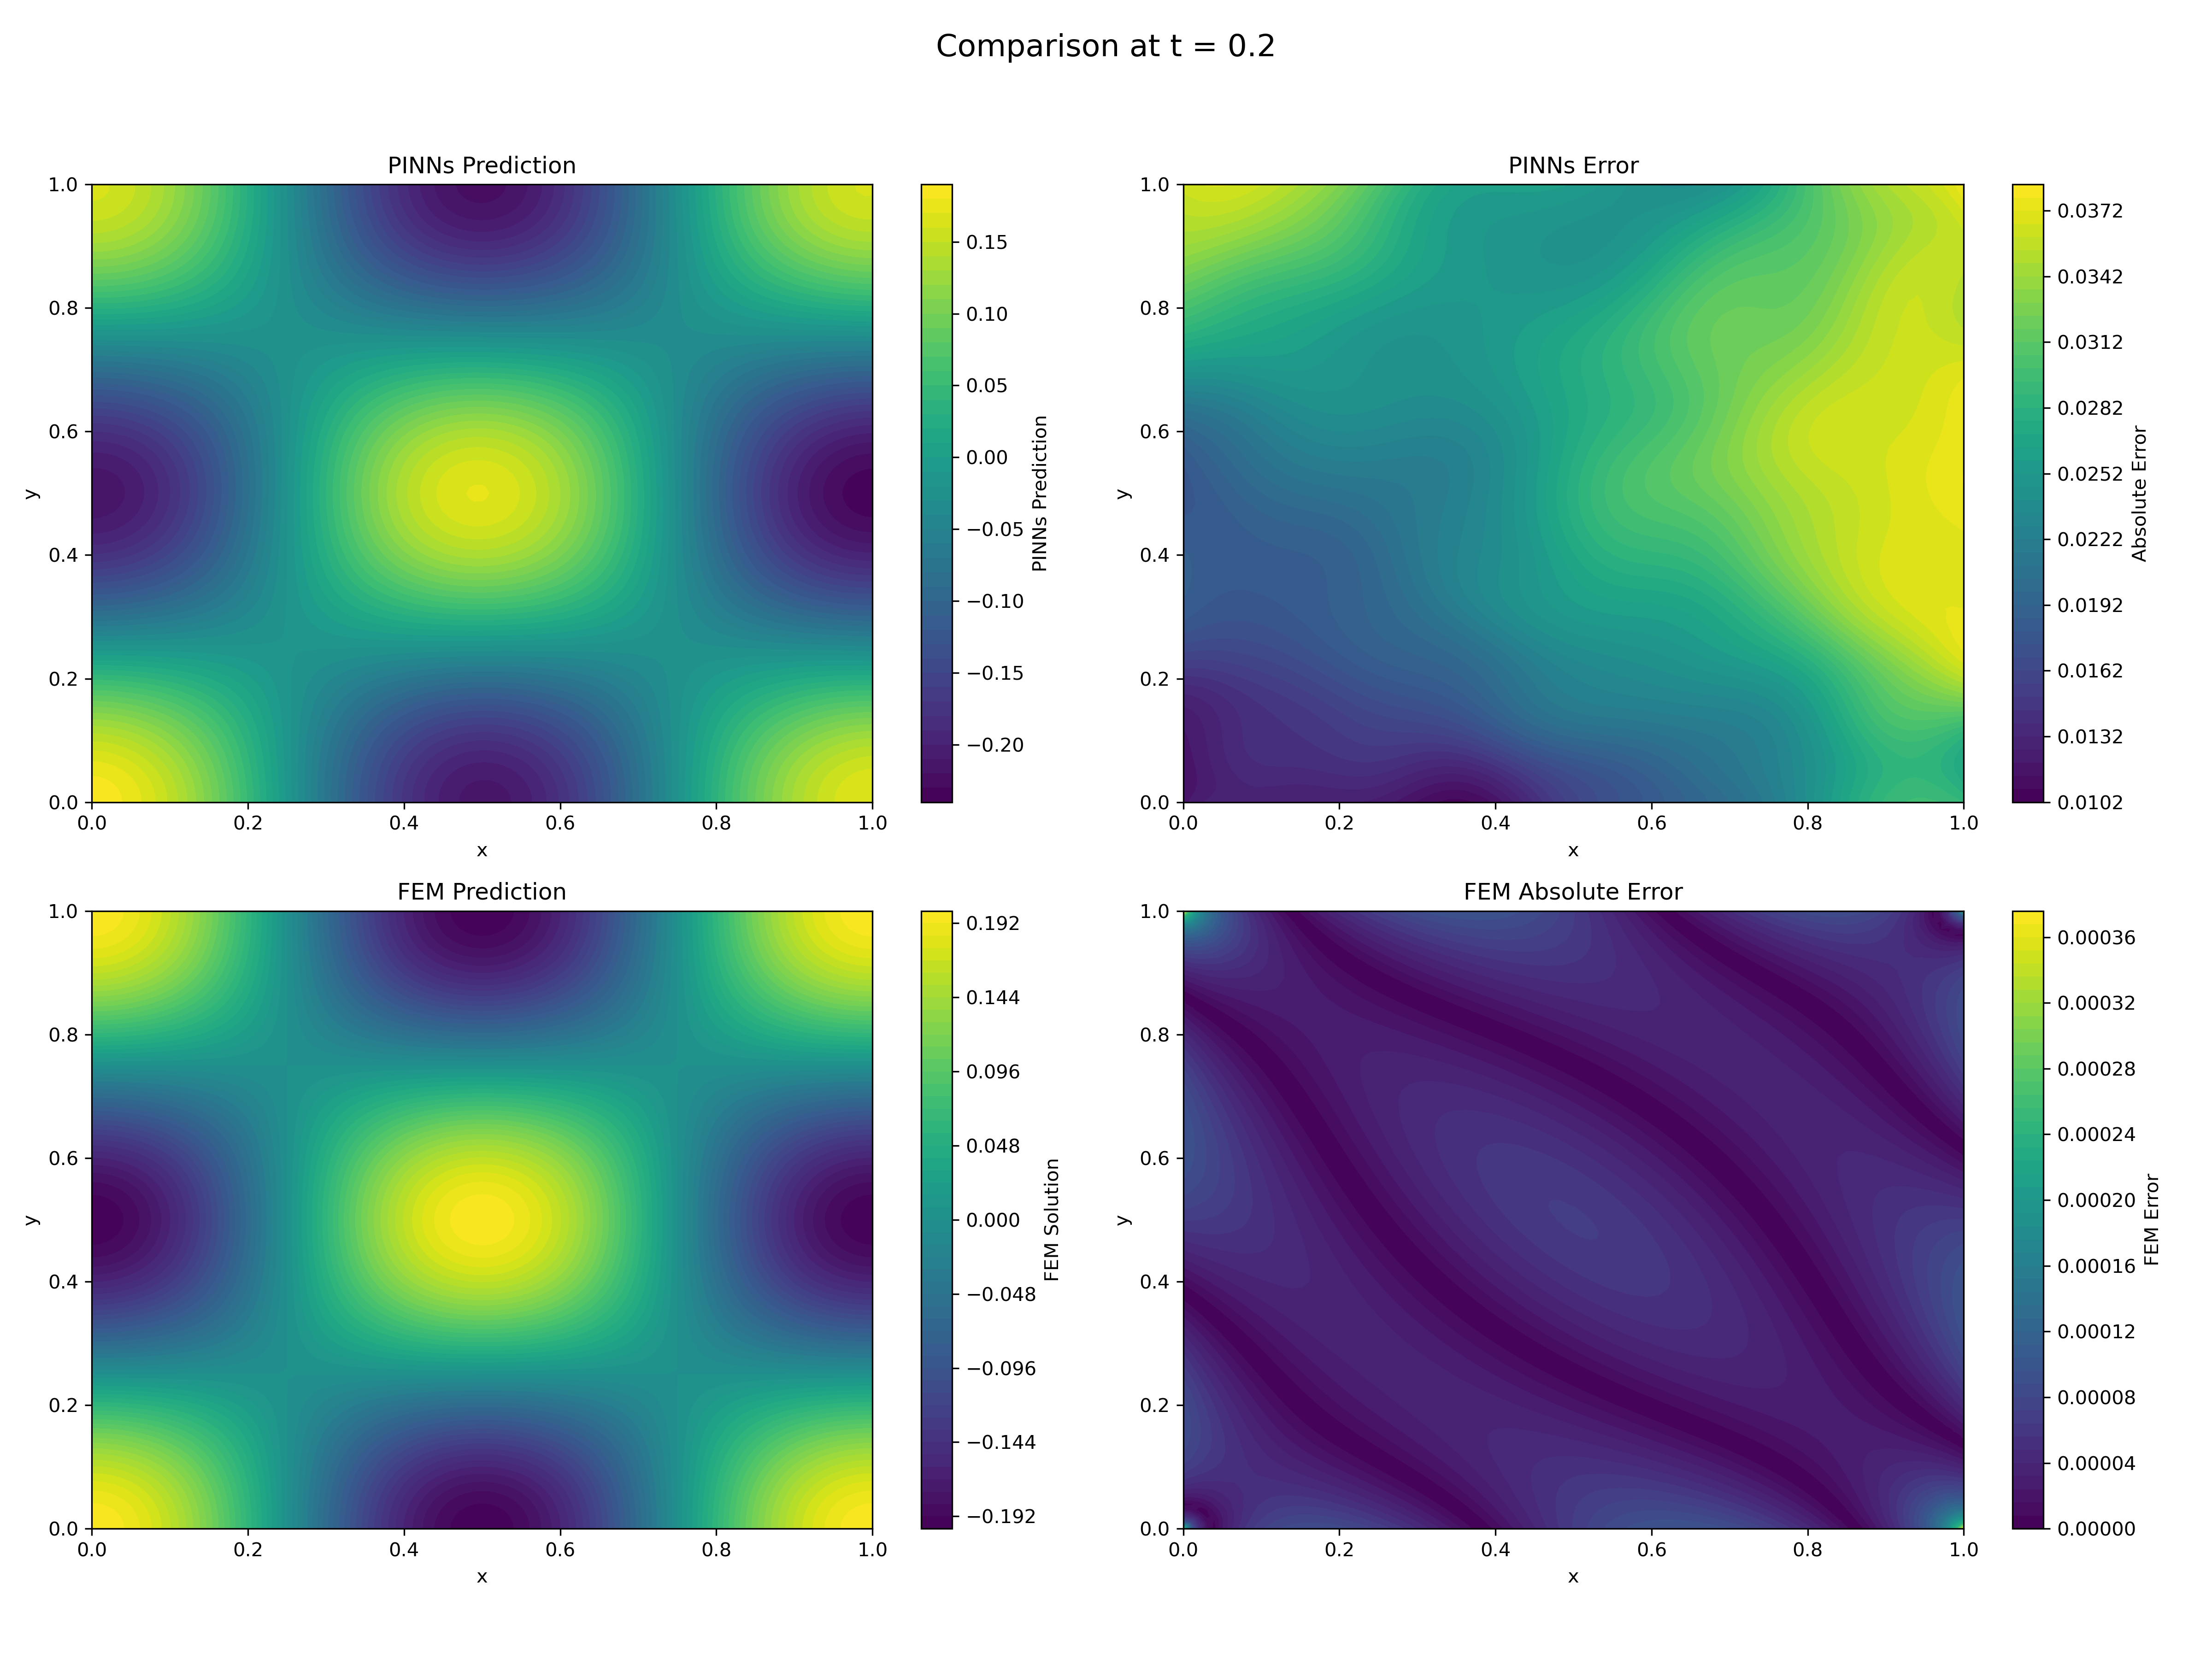 Comparison at t = 0.2
PINNs Prediction
1.0
0.8
0.6
0.4
0.2
0.0
y
0.0 0.2 0.4 0.6 0.8 1.0
x
0.15
0.10
0.05
0.00
−0.05
−0.10
−0.15
−0.20
PINNs Prediction
PINNs Error
1.0
0.8
0.6
0.4
0.2
0.0
y
0.0 0.2 0.4 0.6 0.8 1.0
x
0.0372
0.0342
0.0312
0.0282
0.0252
0.0222
0.0192
0.0162
0.0132
0.0102
Absolute Error
FEM Prediction
1.0
0.8
0.6
0.4
0.2
0.0
y
0.0 0.2 0.4 0.6 0.8 1.0
x
0.192
0.144
0.096
0.048
0.000
−0.048
−0.096
−0.144
−0.192
FEM Solution
FEM Absolute Error
1.0
0.8
0.6
0.4
0.2
0.0
y
0.0 0.2 0.4 0.6 0.8 1.0
x
0.00036
0.00032
0.00028
0.00024
0.00020
0.00016
0.00012
0.00008
0.00004
0.00000
FEM Error